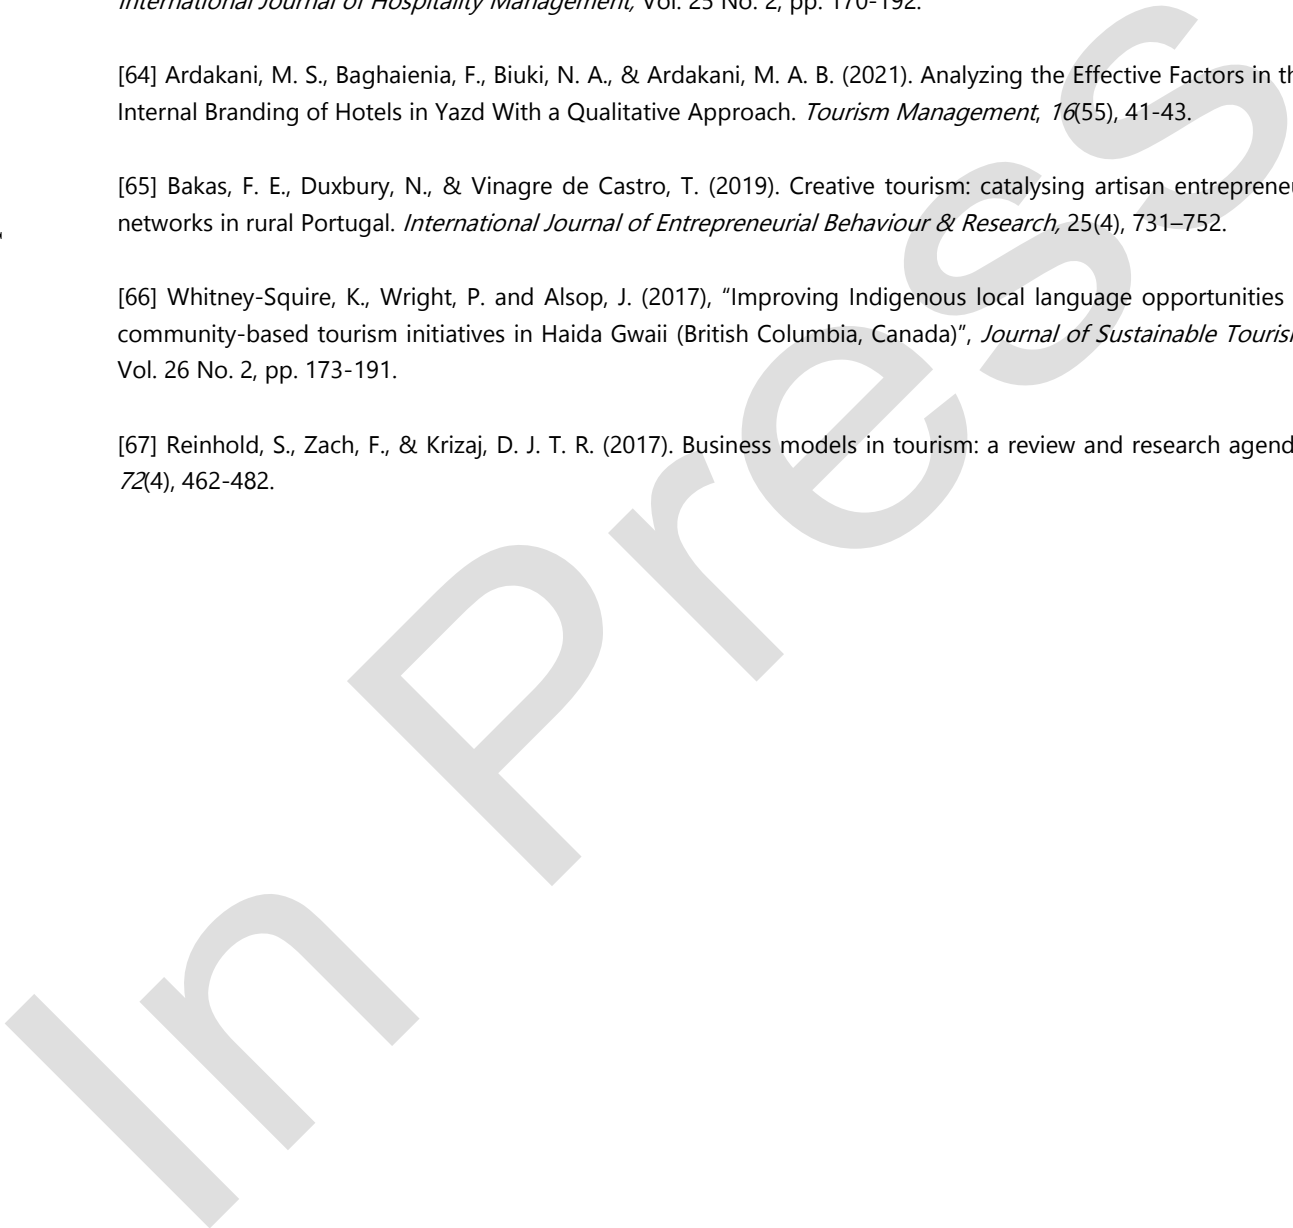 International Journal of Hospitality Management, Vol. 25 No. 2, pp. 170-192.
[64] Ardakani, M. S., Baghaienia, F., Biuki, N. A., & Ardakani, M. A. B. (2021). Analyzing the Effective Factors in th
Internal Branding of Hotels in Yazd With a Qualitative Approach. Tourism Management, 16(55), 41-43.
[65] Bakas, F. E., Duxbury, N., & Vinagre de Castro, T. (2019). Creative tourism: catalysing artisan entrepreneu
networks in rural Portugal. International Journal of Entrepreneurial Behaviour & Research, 25(4), 731–752.
[66] Whitney-Squire, K., Wright, P. and Alsop, J. (2017), “Improving Indigenous local language opportunities
community-based tourism initiatives in Haida Gwaii (British Columbia, Canada)”, Journal of Sustainable Touris
Vol. 26 No. 2, pp. 173-191.
[67] Reinhold, S., Zach, F., & Krizaj, D. J. T. R. (2017). Business models in tourism: a review and research agend
72(4), 462-482.
In Press